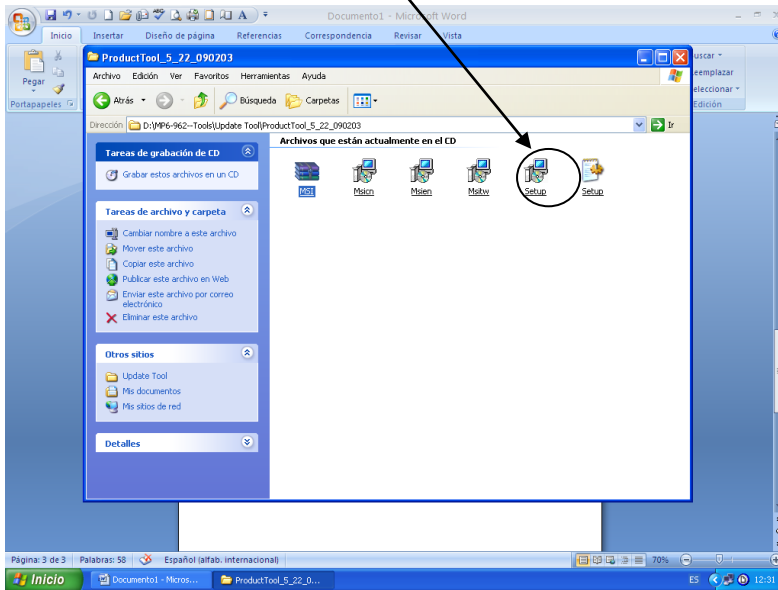 Documento1 - Microsoft Word
Inicio Insertar Diseño de página Referencias Correspondencia Revisar Vista
Pegar
Portapapeles
uscar
eemplazar
eleccionar
Edición
ProductTool_5_22_090203
Archivo Edición Ver Favoritos Herramientas Ayuda
Atrás Búsqueda Carpetas
Dirección D:\MP6-962--Tools\Update Tool\ProductTool_5_22_090203 Ir
Tareas de grabación de CD
Grabar estos archivos en un CD
Tareas de archivo y carpeta
Cambiar nombre a este archivo
Mover este archivo
Copiar este archivo
Publicar este archivo en Web
Enviar este archivo por correo
electrónico
Eliminar este archivo
Otros sitios
Update Tool
Mis documentos
Mis sitios de red
Detalles
Archivos que están actualmente en el CD
MSI Msicn Msien Msitw Setup Setup
Página: 3 de 3 Palabras: 58 Español (alfab. internacional) 70%
Inicio Documento1 - Micros... ProductTool_5_22_0... ES 12:31